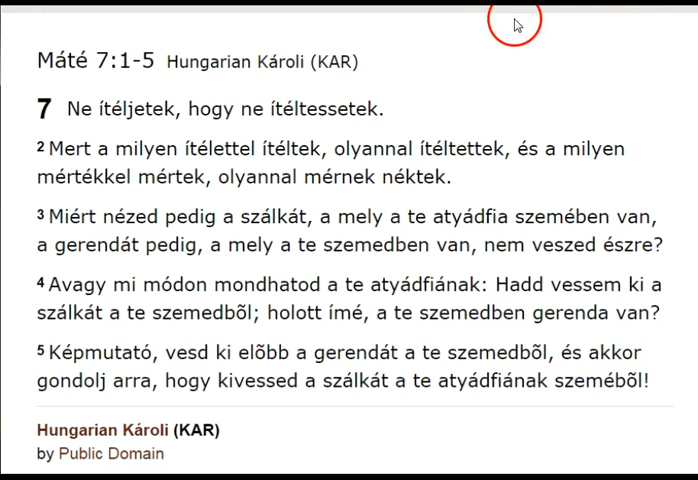 Máté 7:1-5 Hungarian Károli (KAR)
7 Ne ítéljetek, hogy ne ítéltessetek.
2 Mert a milyen ítélettel ítéltek, olyannal ítéltettek, és a milyen
mértékkel mértek, olyannal mérnek néktek.
3 Miért nézed pedig a szálkát, a mely a te atyádfia szemében van,
a gerendát pedig, a mely a te szemedben van, nem veszed észre?
4 Avagy mi módon mondhatod a te atyádfiának: Hadd vessem ki a
szálkát a te szemedbõl; holott ímé, a te szemedben gerenda van?
5 Képmutató, vesd ki elõbb a gerendát a te szemedbõl, és akkor
gondolj arra, hogy kivessed a szálkát a te atyádfiának szemébõl!
Hungarian Károli (KAR)
by Public Domain